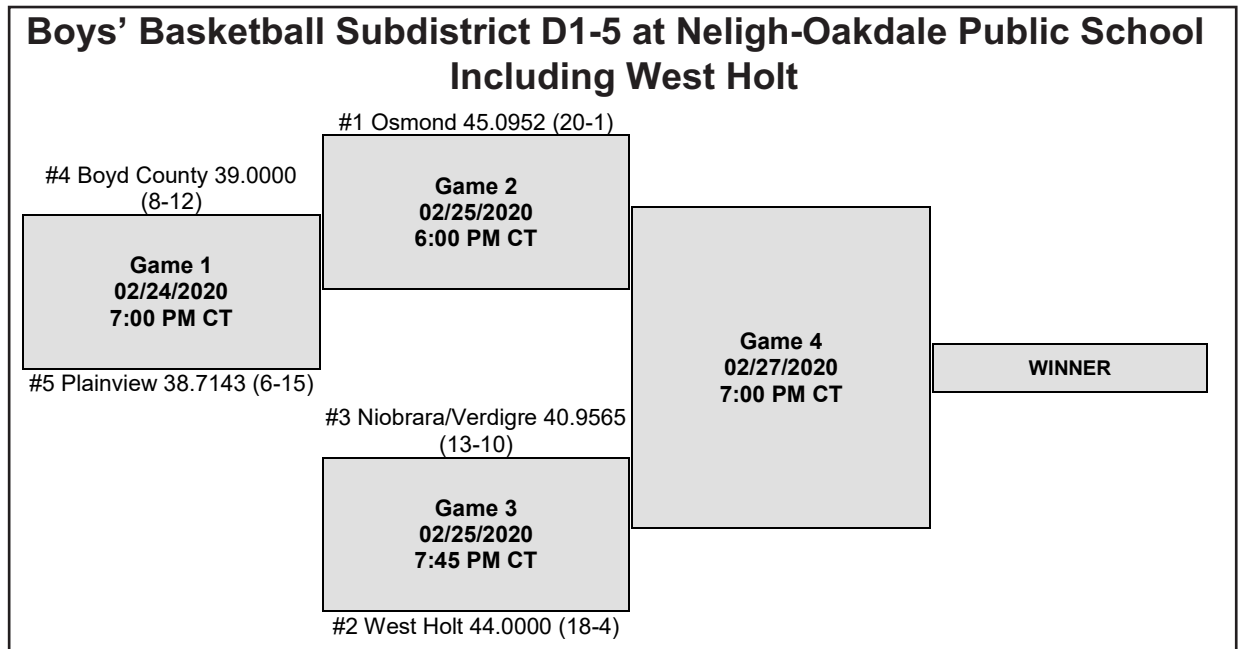 Boys’ Basketball Subdistrict D1-5 at Neligh-Oakdale Public School
Including West Holt
#1 Osmond 45.0952 (20-1)
#4 Boyd County 39.0000
(8-12)
Game 2
02/25/2020
6:00 PM CT
Game 1
02/24/2020
7:00 PM CT
#5 Plainview 38.7143 (6-15)
Game 4
02/27/2020
7:00 PM CT
WINNER
#3 Niobrara/Verdigre 40.9565
(13-10)
Game 3
02/25/2020
7:45 PM CT
#2 West Holt 44.0000 (18-4)